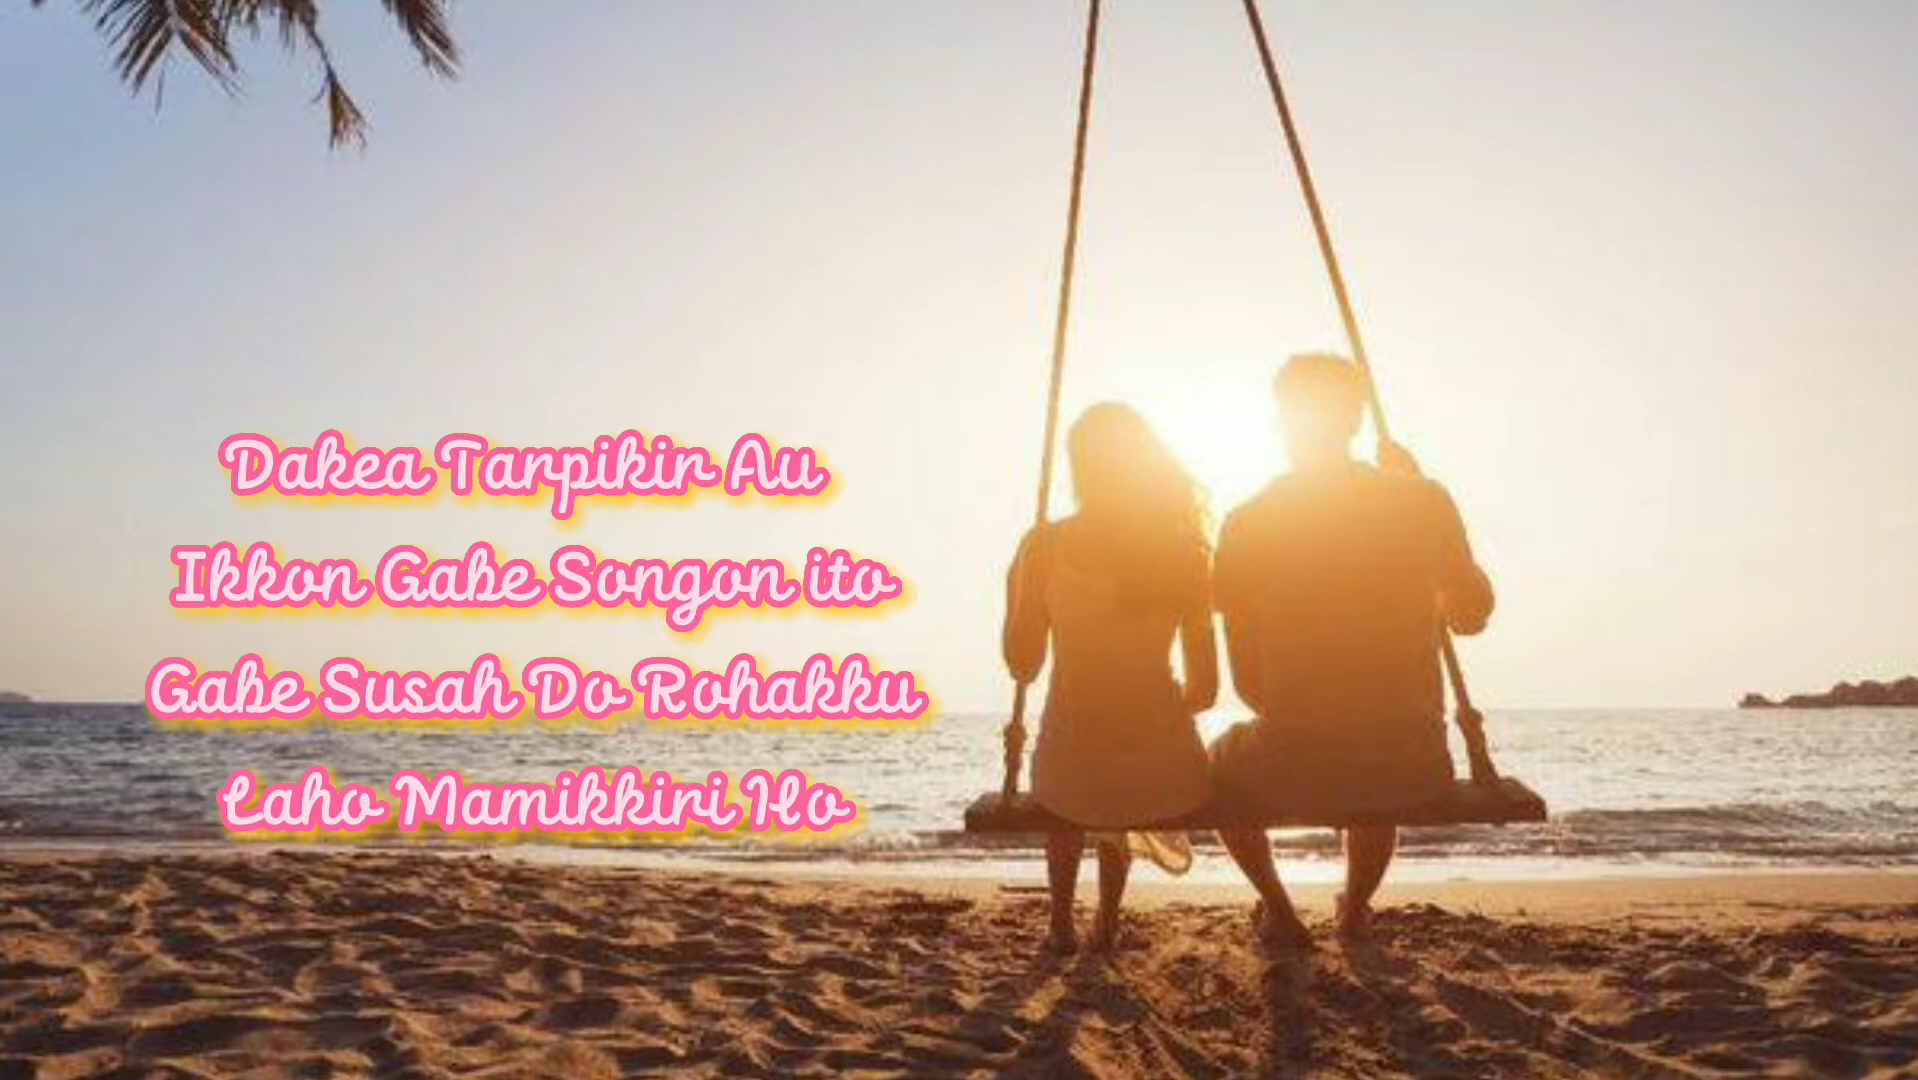 Dakea Tarpikir Au
Ikkon Gabe Songon ito
Gabe Susah Do Rohakku
Laho Mamikkiri Ho